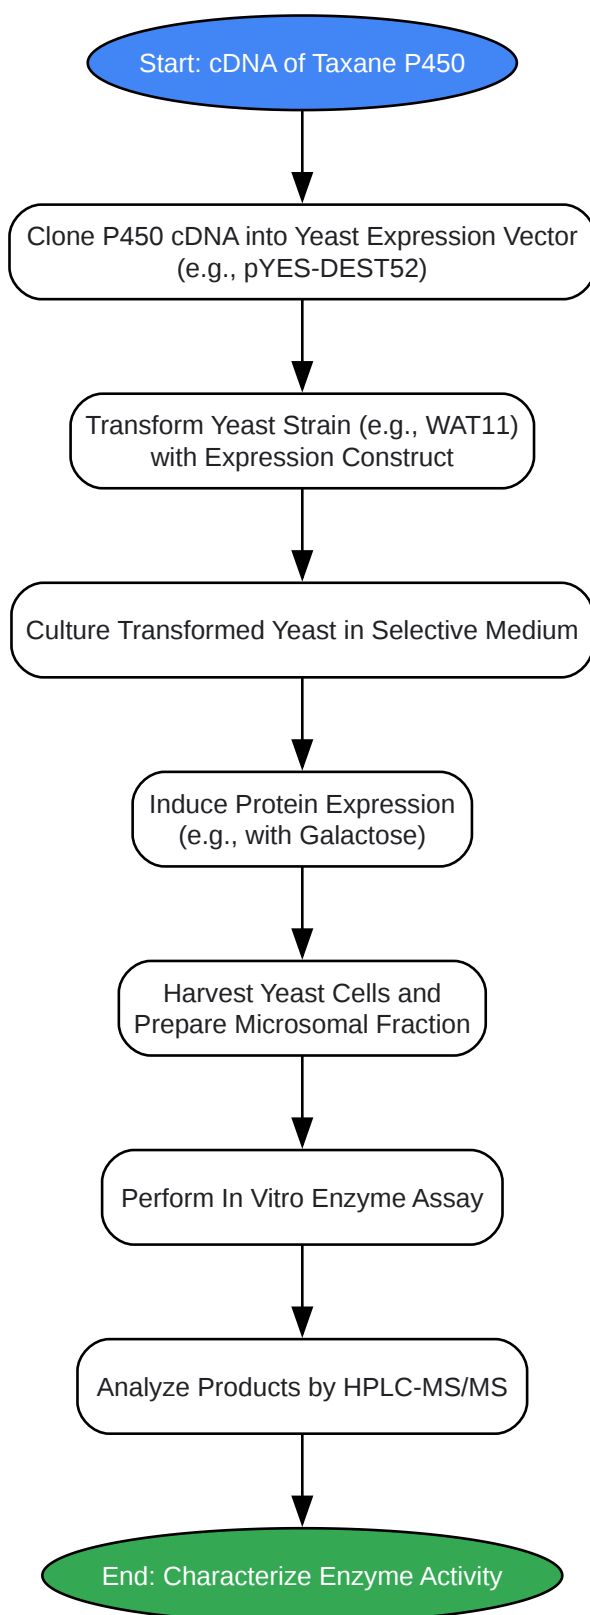 Start: cDNA of Taxane P450
Clone P450 cDNA into Yeast Expression Vector
(e.g., pYES-DEST52)
Transform Yeast Strain (e.g., WAT11)
with Expression Construct
Culture Transformed Yeast in Selective Medium
Induce Protein Expression
(e.g., with Galactose)
Harvest Yeast Cells and
Prepare Microsomal Fraction
Perform In Vitro Enzyme Assay
Analyze Products by HPLC-MS/MS
End: Characterize Enzyme Activity